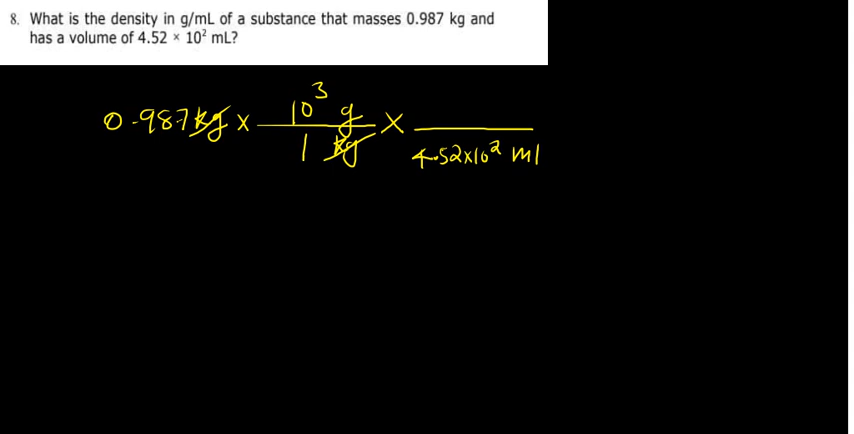 8. What is the density in g/mL of a substance that masses 0.987 kg and
has a volume of 4.52 × 10² mL?
0.987 kg × 10³ g / 1 kg × ___ / 4.52×10² ml